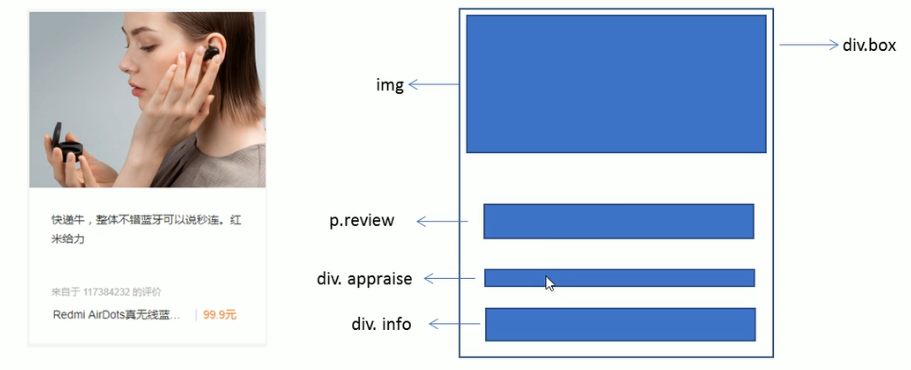 快递牛，整体不错蓝牙可以说秒连。红
米给力
来自于 117384232 的评价
Redmi AirDots真无线蓝... 99.9元
div.box
img
p.review
div. appraise
div. info